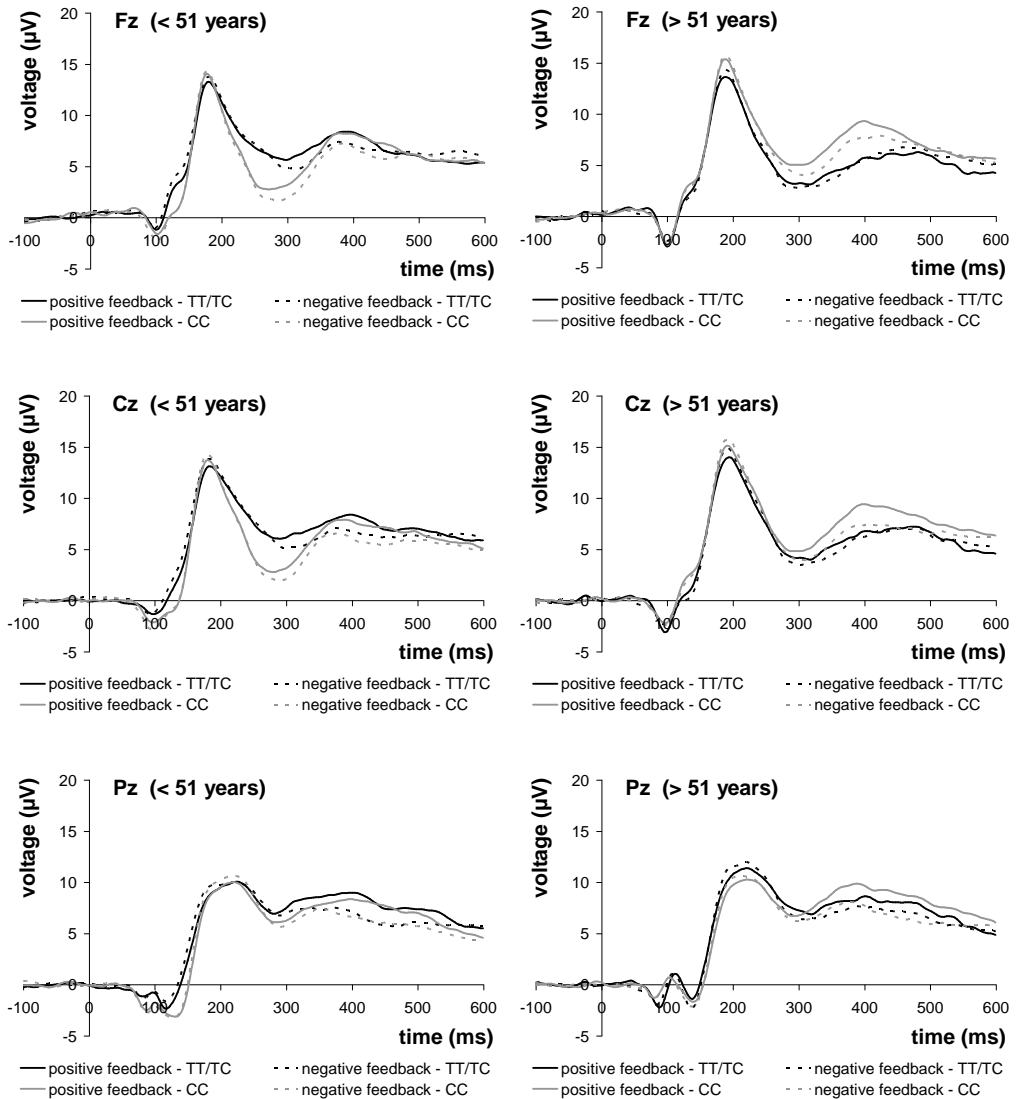 Fz (< 51 years)
voltage (µV)
20
15
10
5
0
-5
-100 0 100 200 300 400 500 600
time (ms)
positive feedback - TT/TC negative feedback - TT/TC
positive feedback - CC negative feedback - CC
Fz (> 51 years)
voltage (µV)
20
15
10
5
0
-5
-100 0 100 200 300 400 500 600
time (ms)
positive feedback - TT/TC negative feedback - TT/TC
positive feedback - CC negative feedback - CC
Cz (< 51 years)
voltage (µV)
20
15
10
5
0
-5
-100 0 100 200 300 400 500 600
time (ms)
positive feedback - TT/TC negative feedback - TT/TC
positive feedback - CC negative feedback - CC
Cz (> 51 years)
voltage (µV)
20
15
10
5
0
-5
-100 0 100 200 300 400 500 600
time (ms)
positive feedback - TT/TC negative feedback - TT/TC
positive feedback - CC negative feedback - CC
Pz (< 51 years)
voltage (µV)
20
15
10
5
0
-5
-100 0 100 200 300 400 500 600
time (ms)
positive feedback - TT/TC negative feedback - TT/TC
positive feedback - CC negative feedback - CC
Pz (> 51 years)
voltage (µV)
20
15
10
5
0
-5
-100 0 100 200 300 400 500 600
time (ms)
positive feedback - TT/TC negative feedback - TT/TC
positive feedback - CC negative feedback - CC